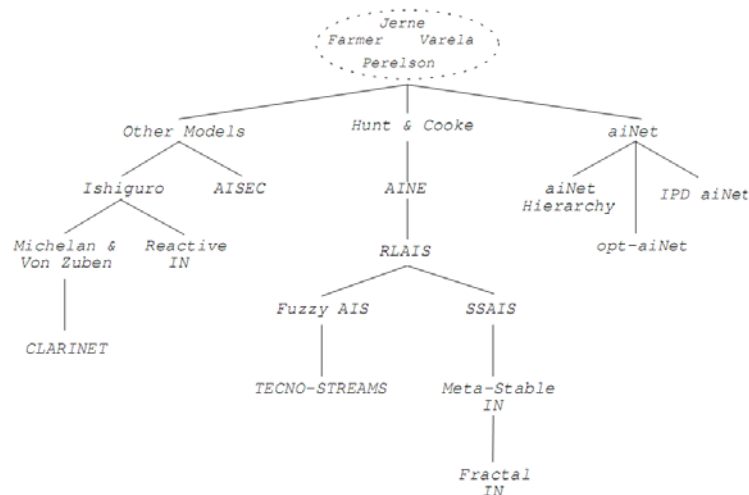 Jerne
Farmer Varela
Perelson
Other Models
Hunt & Cooke
aiNet
Ishiguro
AISEC
AINE
aiNet
Hierarchy
IPD aiNet
Michelan &
Von Zuben
Reactive
IN
RLAIS
opt-aiNet
Fuzzy AIS
SSAIS
CLARINET
TECNO-STREAMS
Meta-Stable
IN
Fractal
IN